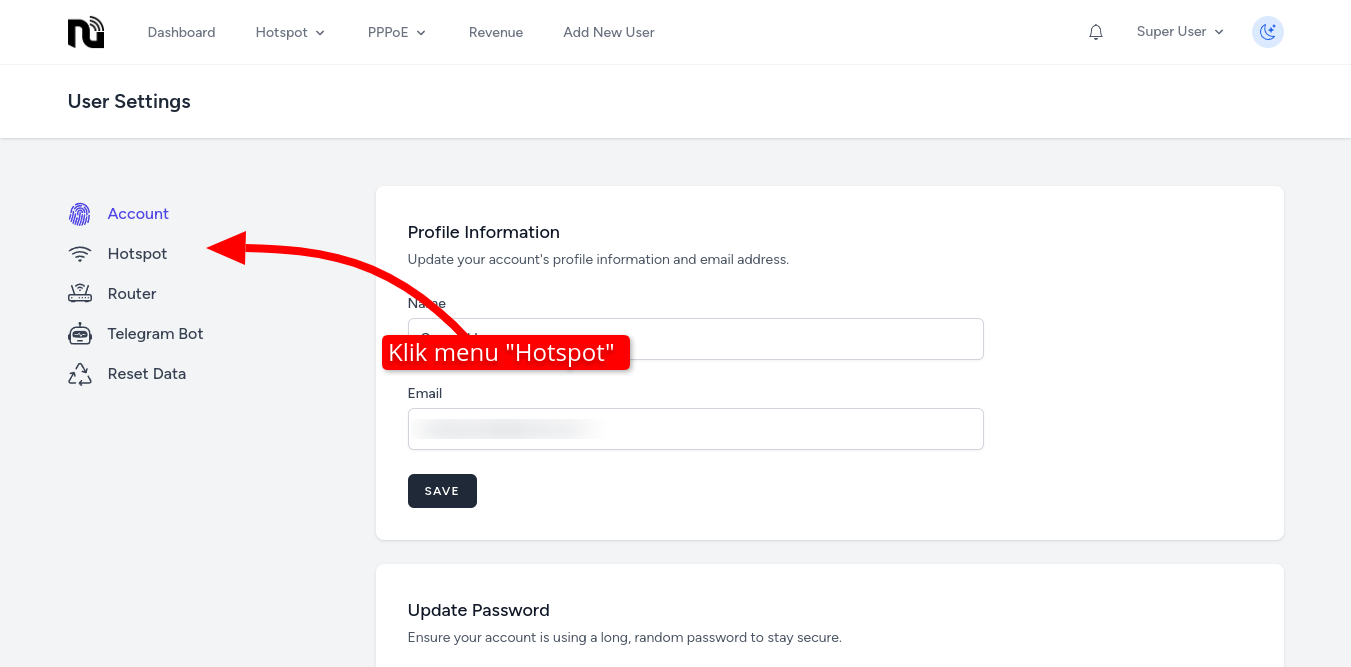 Dashboard Hotspot PPPoE Revenue Add New User Super User
User Settings
Account
Hotspot
Router
Telegram Bot
Reset Data
Profile Information
Update your account's profile information and email address.
Name
Klik menu "Hotspot"
Email
SAVE
Update Password
Ensure your account is using a long, random password to stay secure.